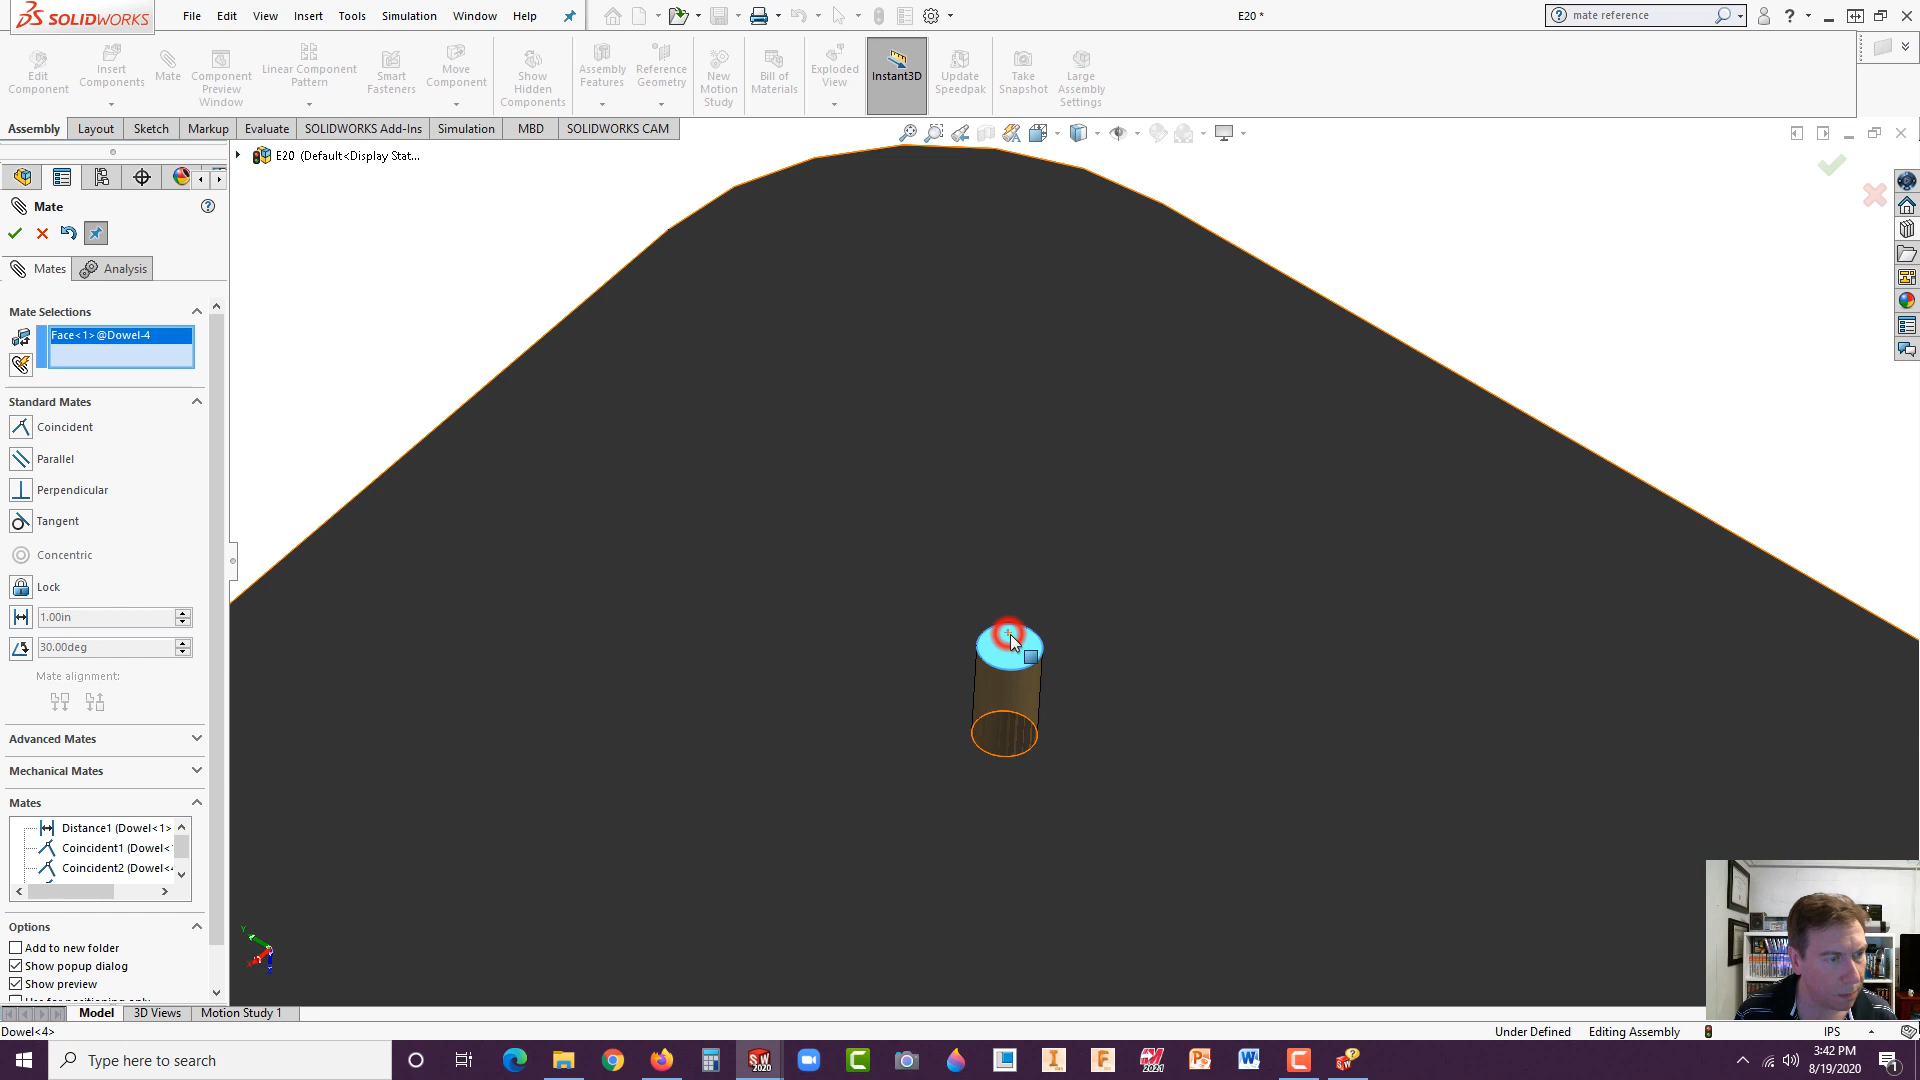 SOLIDWORKS
File Edit View Insert Tools Simulation Window Help
E20 *
mate reference
Edit Component
Insert Components
Mate
Component Preview Window
Linear Component Pattern
Smart Fasteners
Move Component
Show Hidden Components
Assembly Features
Reference Geometry
New Motion Study
Bill of Materials
Exploded View
Instant3D
Update Speedpak
Take Snapshot
Large Assembly Settings
Assembly Layout Sketch Markup Evaluate SOLIDWORKS Add-Ins Simulation MBD SOLIDWORKS CAM
E20 (Default<Display Stat...
Mate
Mates Analysis
Mate Selections
Face<1>@Dowel-4
Standard Mates
Coincident
Parallel
Perpendicular
Tangent
Concentric
Lock
1.00in
30.00deg
Mate alignment:
Advanced Mates
Mechanical Mates
Mates
Distance1 (Dowel<1>
Coincident1 (Dowel<
Coincident2 (Dowel<4
Options
Add to new folder
Show popup dialog
Show preview
Use for positioning only
Model 3D Views Motion Study 1
Dowel<4>
Under Defined Editing Assembly IPS
Type here to search
3:42 PM
8/19/2020